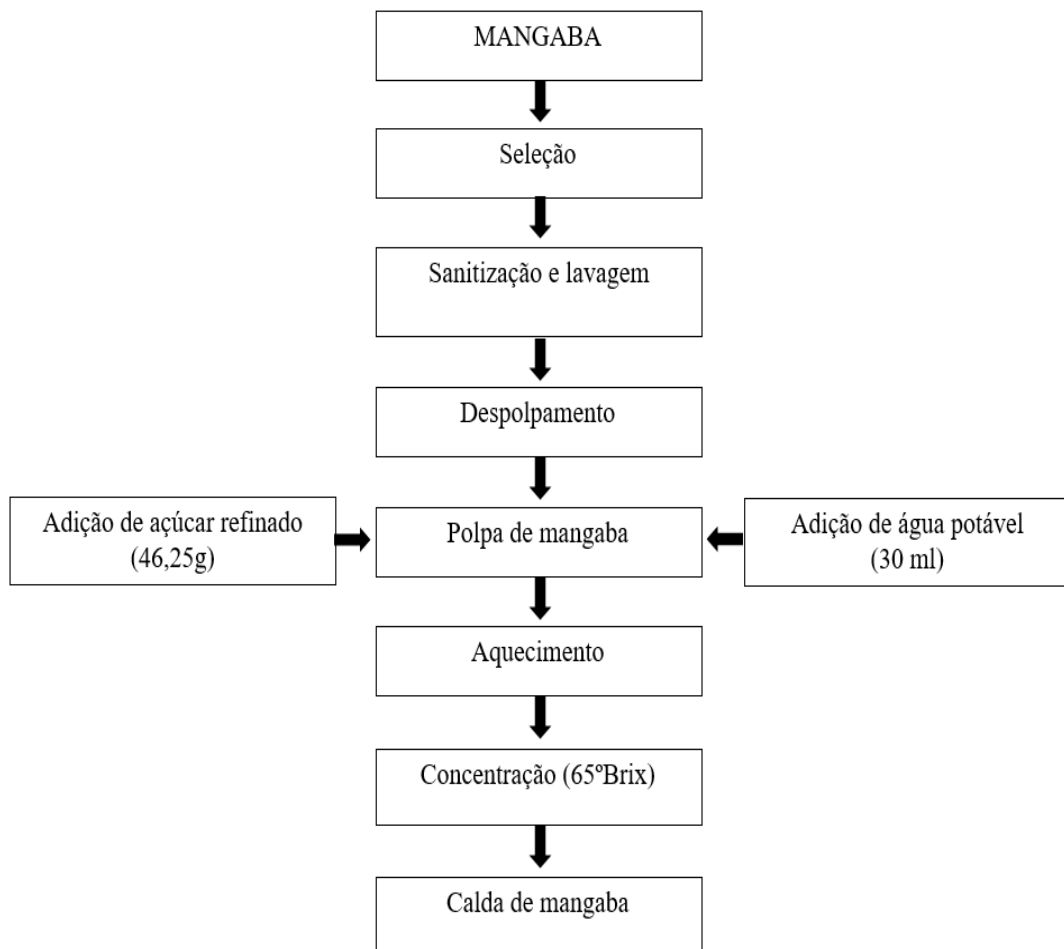 MANGABA
Seleção
Sanitização e lavagem
Despolpamento
Adição de açúcar refinado
(46,25g)
Polpa de mangaba
Adição de água potável
(30 ml)
Aquecimento
Concentração (65ºBrix)
Calda de mangaba